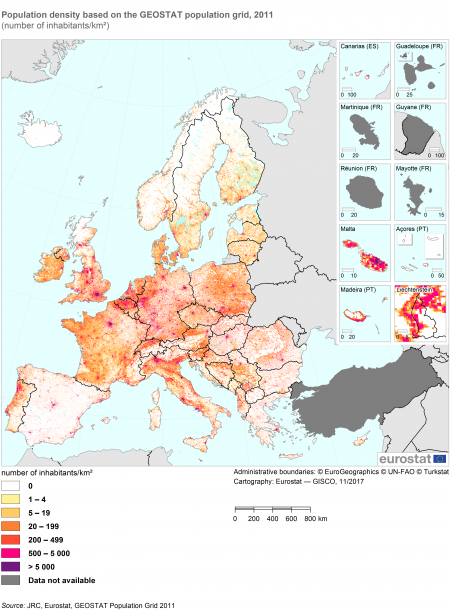 Population density based on the GEOSTAT population grid, 2011
(number of inhabitants/km²)
Canarias (ES)
0 100
Guadeloupe (FR)
0 25
Martinique (FR)
0 20
Guyane (FR)
0 100
Réunion (FR)
0 20
Mayotte (FR)
0 15
Malta
0 10
Açores (PT)
0 50
Madeira (PT)
0 20
Liechtenstein
eurostat
number of inhabitants/km²
0
1 – 4
5 – 19
20 – 199
200 – 499
500 – 5 000
> 5 000
Data not available
Administrative boundaries: © EuroGeographics © UN-FAO © Turkstat
Cartography: Eurostat — GISCO, 11/2017
0 200 400 600 800 km
Source: JRC, Eurostat, GEOSTAT Population Grid 2011